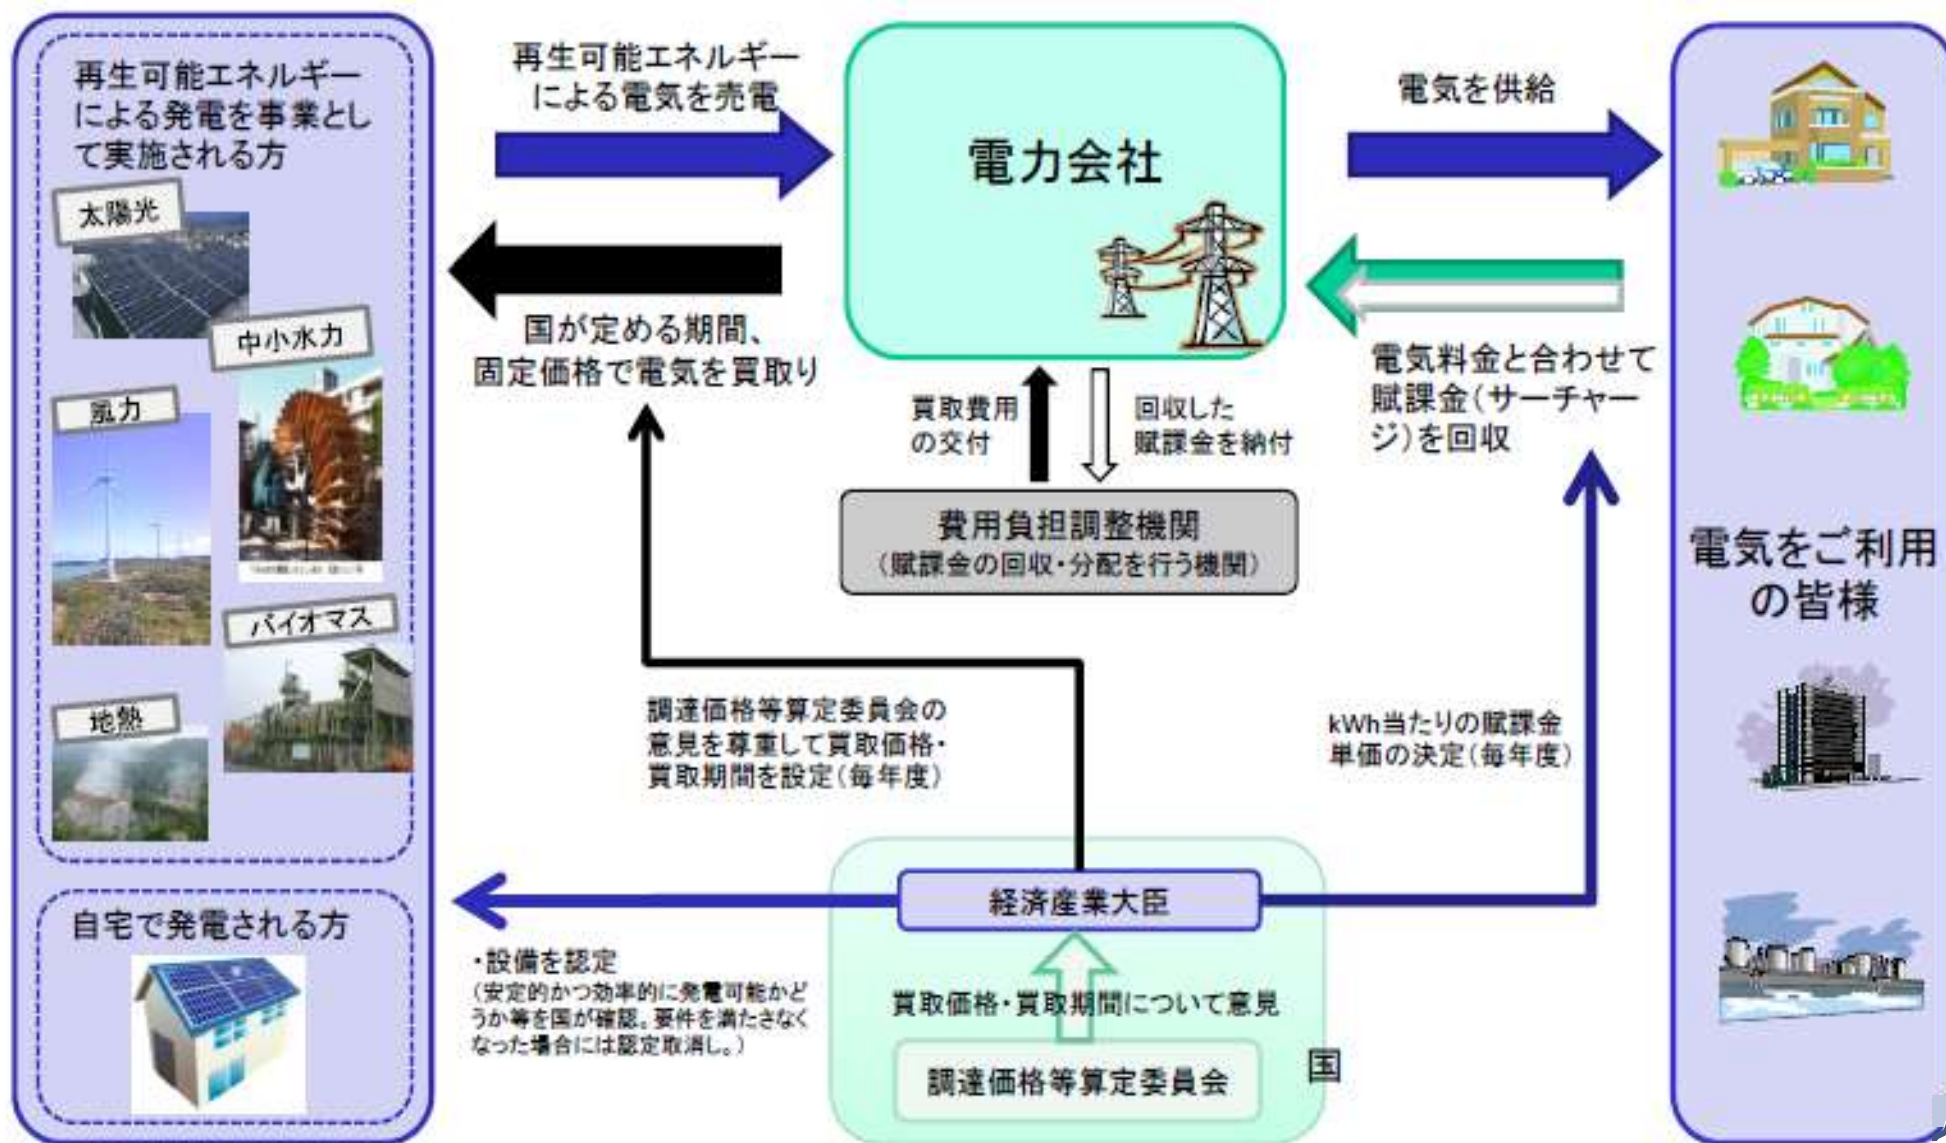 再生可能エネルギー
による発電を事業とし
て実施される方
太陽光
中小水力
風力
バイオマス
地熱
自宅で発電される方
再生可能エネルギー
による電気を売電
国が定める期間、
固定価格で電気を買取り
電力会社
買取費用
の交付
回収した
賦課金を納付
費用負担調整機関
(賦課金の回収・分配を行う機関)
電気を供給
電気料金と合わせて
賦課金(サーチャー
ジ)を回収
電気をご利用
の皆様
調達価格等算定委員会の
意見を尊重して買取価格・
買取期間を設定(毎年度)
kWh当たりの賦課金
単価の決定(毎年度)
経済産業大臣
・設備を認定
(安定的かつ効率的に発電可能かど
うか等を国が確認。要件を満たさなく
なった場合には認定取消し。)
買取価格・買取期間について意見
調達価格等算定委員会
国